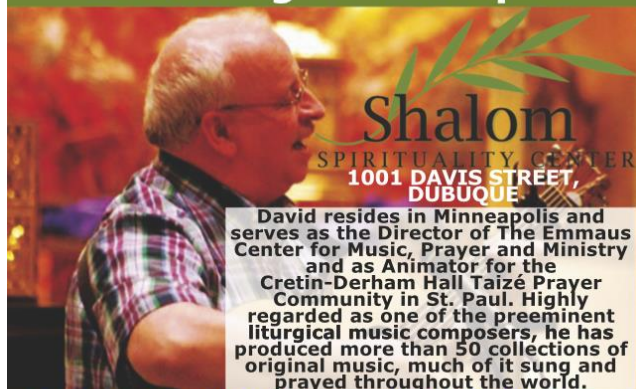 Shalom
SPIRITUALITY CENTER
1001 DAVIS STREET,
DUBUQUE
David resides in Minneapolis and
serves as the Director of The Emmaus
Center for Music, Prayer and Ministry
and as Animator for the
Cretin-Derham Hall Taizé Prayer
Community in St. Paul. Highly
regarded as one of the preeminent
liturgical music composers, he has
produced more than 50 collections of
original music, much of it sung and
prayed throughout the world.